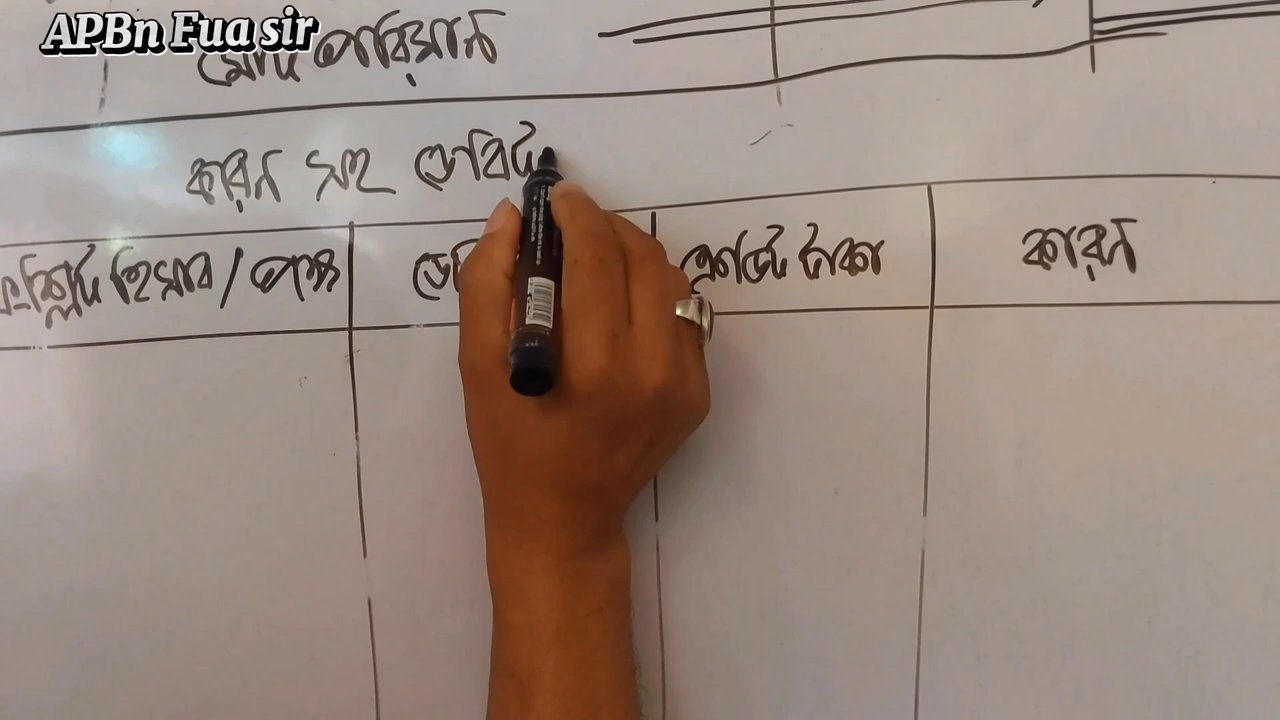 APBn Fua sir
মোট পরিমান
কারন সহ ডেবিট
সংশ্লিট হিসাব / পক্ষ ক্রেডিট টাকা কারন